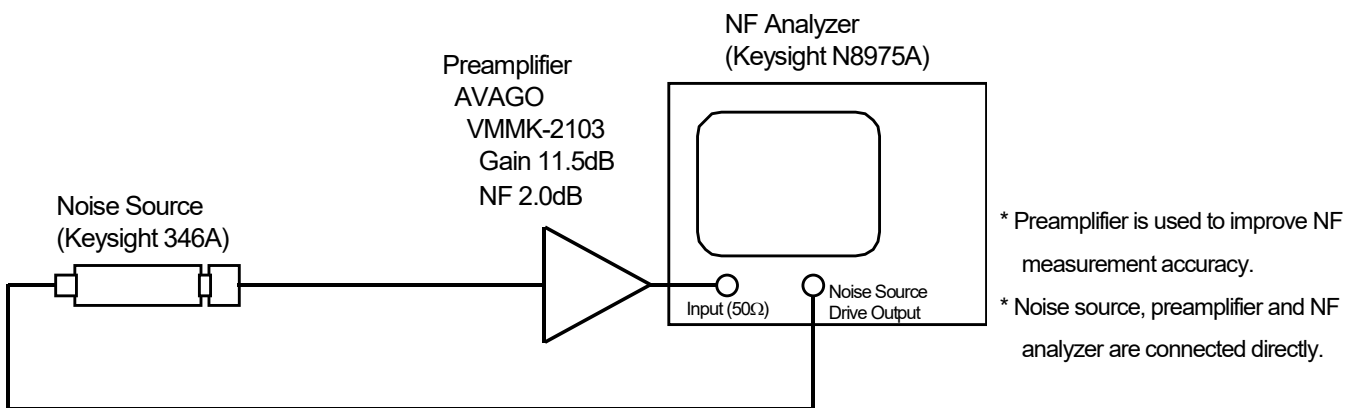 NF Analyzer
(Keysight N8975A)
Preamplifier
AVAGO
VMMK-2103
Gain 11.5dB
NF 2.0dB
Noise Source
(Keysight 346A)
Input (50Ω)
Noise Source
Drive Output
* Preamplifier is used to improve NF
measurement accuracy.
* Noise source, preamplifier and NF
analyzer are connected directly.